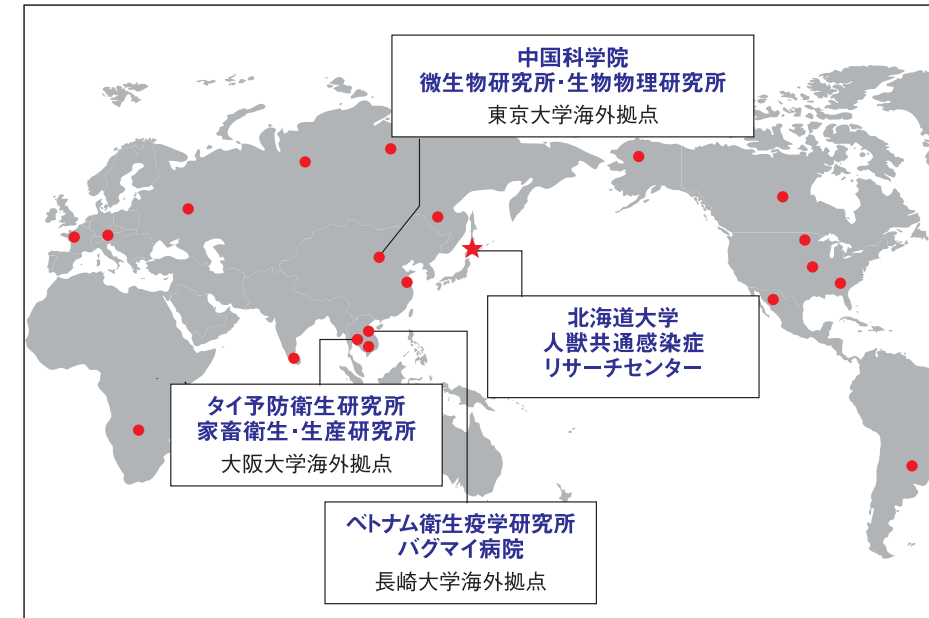 中国科学院
微生物研究所・生物物理研究所
東京大学海外拠点
北海道大学
人獣共通感染症
リサーチセンター
タイ予防衛生研究所
家畜衛生・生産研究所
大阪大学海外拠点
ベトナム衛生疫学研究所
バグマイ病院
長崎大学海外拠点